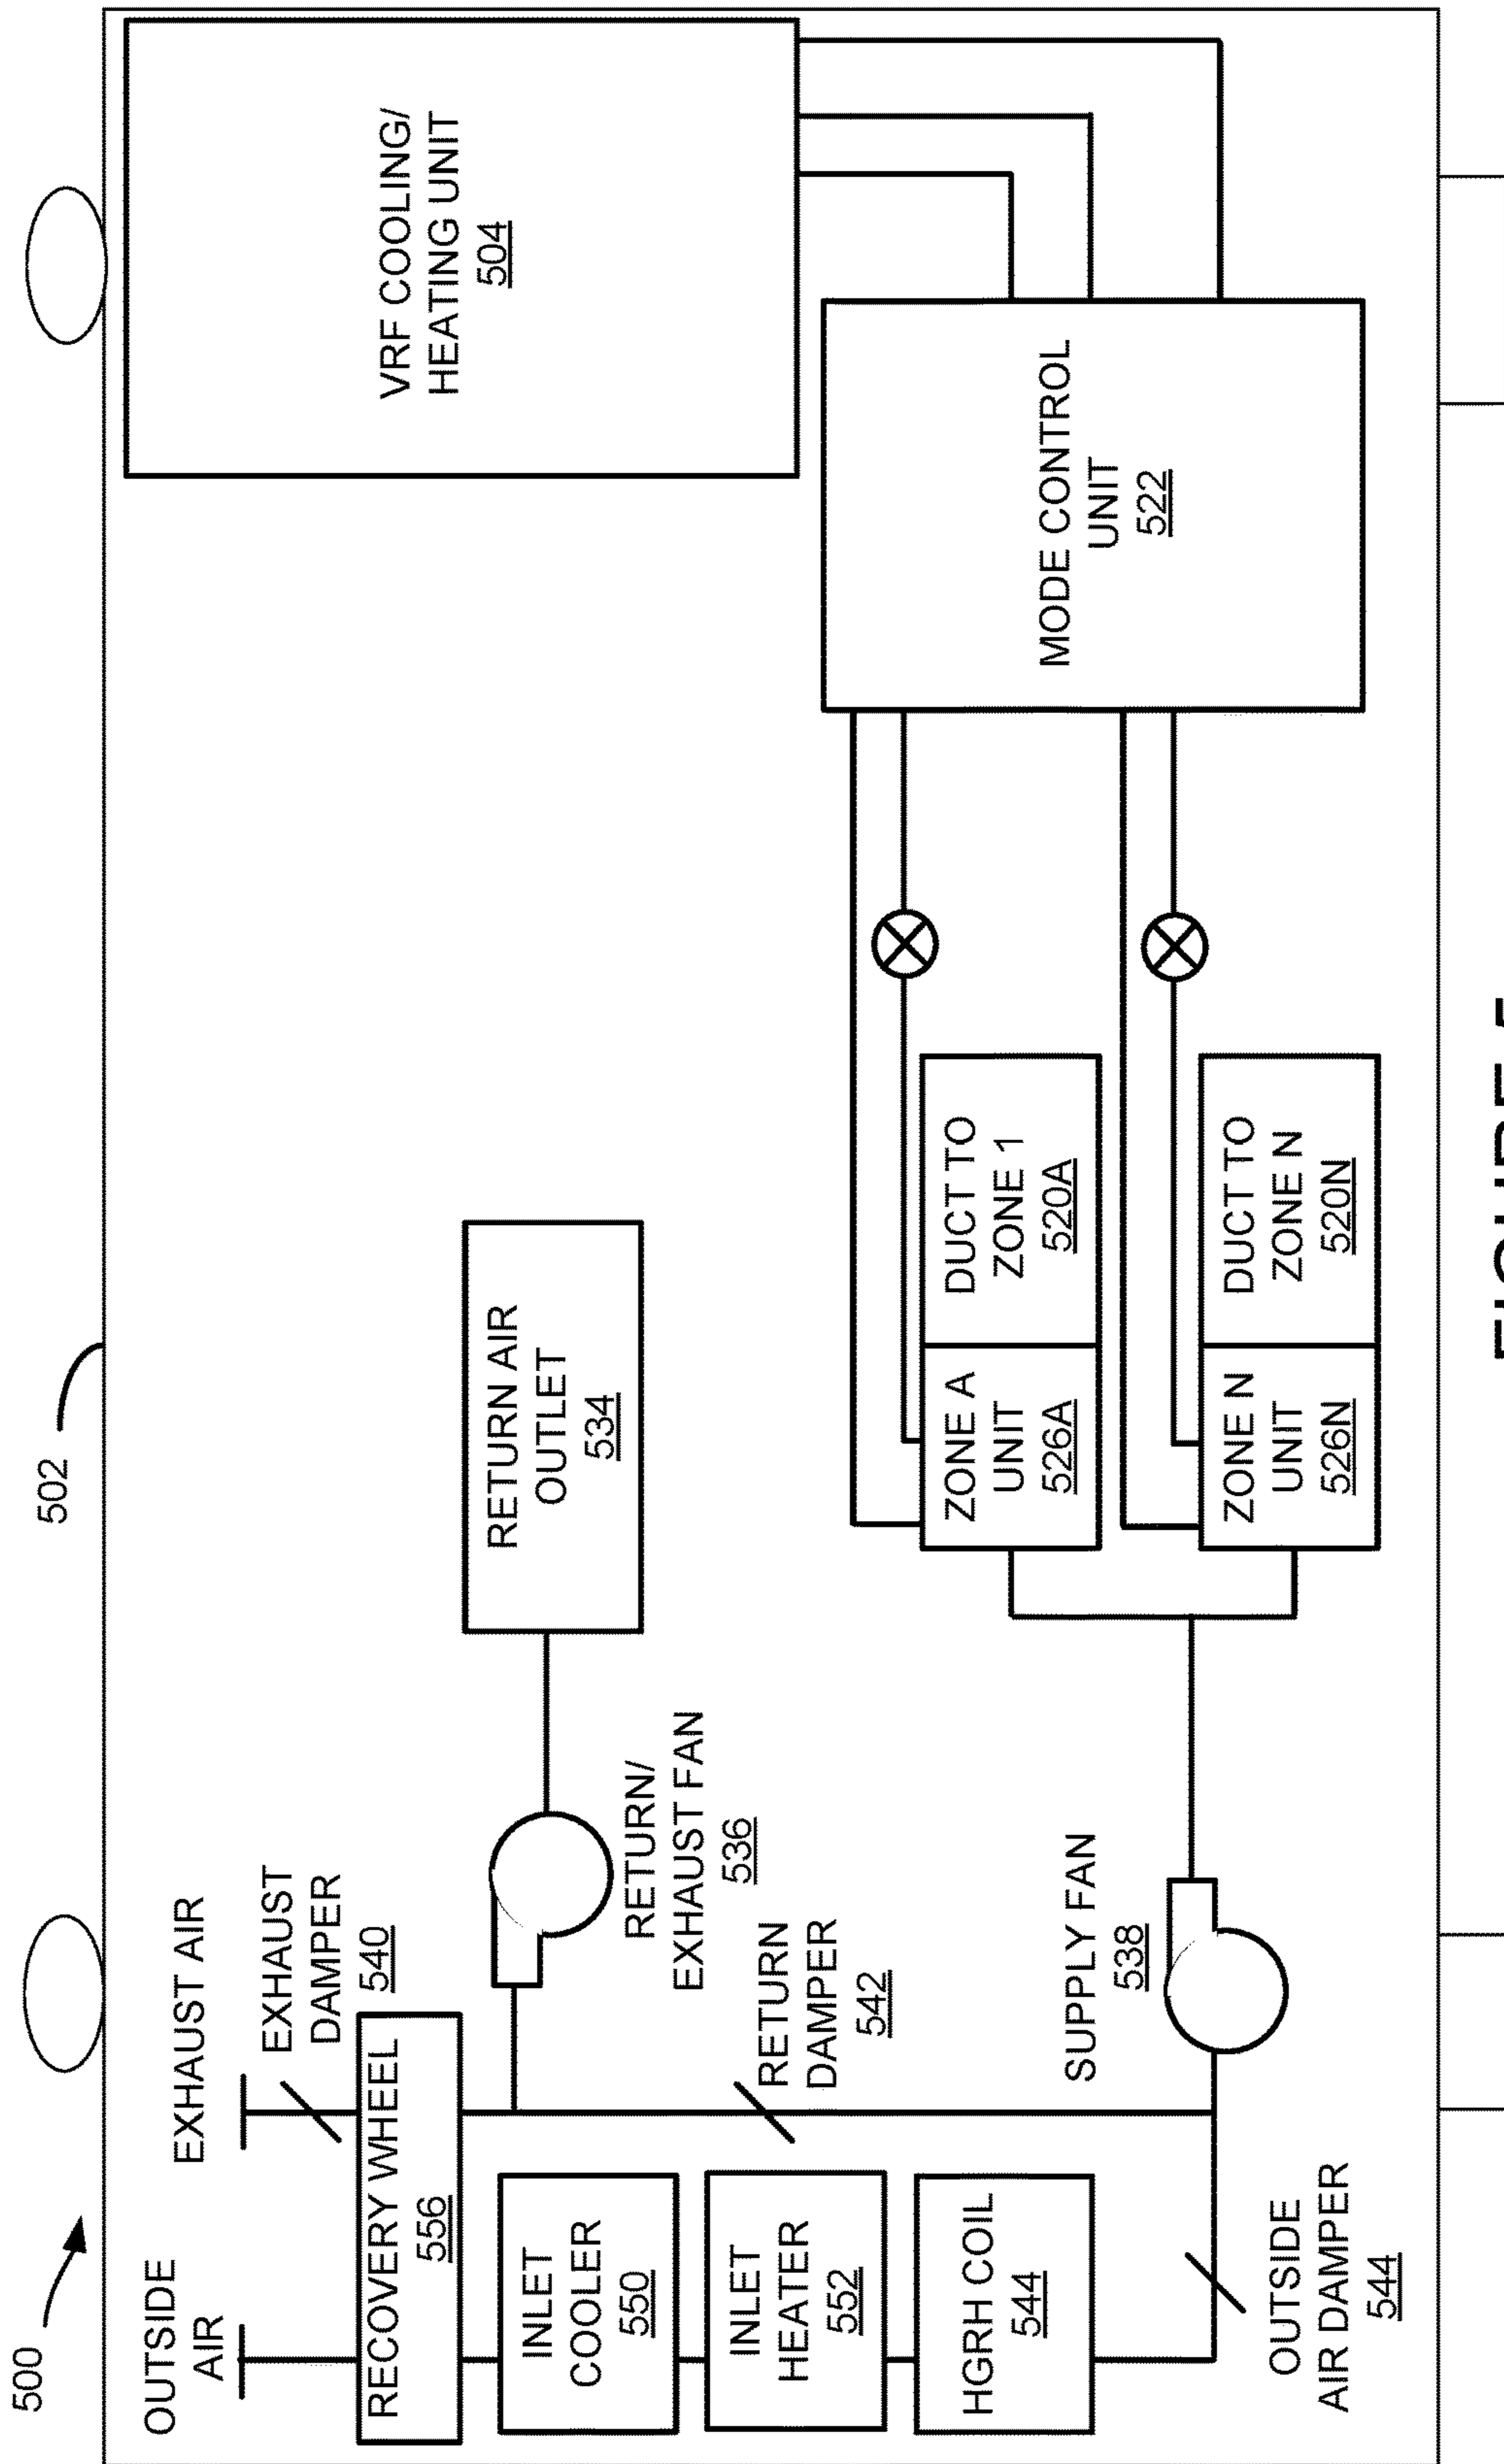 500
502
OUTSIDE
AIR
EXHAUST AIR
EXHAUST
DAMPER
540
RECOVERY WHEEL
556
INLET
COOLER
550
INLET
HEATER
552
HGRH COIL
544
OUTSIDE
AIR DAMPER
544
RETURN/
EXHAUST FAN
536
RETURN
DAMPER
542
SUPPLY FAN
538
RETURN AIR
OUTLET
534
ZONE A
UNIT
526A
DUCT TO
ZONE 1
520A
ZONE N
UNIT
526N
DUCT TO
ZONE N
520N
VRF COOLING/
HEATING UNIT
504
MODE CONTROL
UNIT
522
FIGURE 5